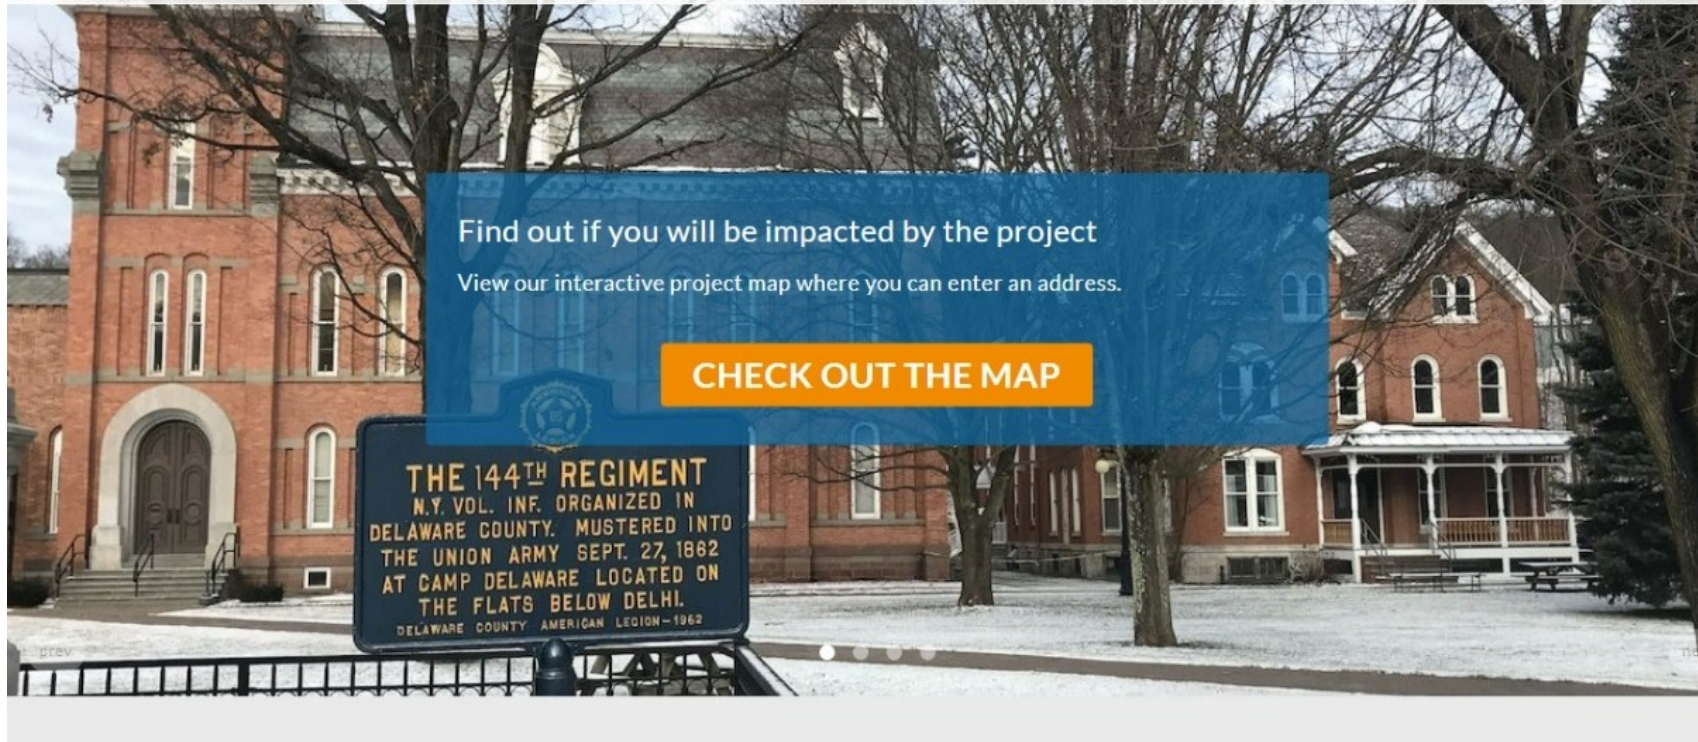 Find out if you will be impacted by the project
View our interactive project map where you can enter an address.
CHECK OUT THE MAP
THE 144TH REGIMENT
N.Y. VOL. INF. ORGANIZED IN
DELAWARE COUNTY. MUSTERED INTO
THE UNION ARMY SEPT. 27, 1862
AT CAMP DELAWARE LOCATED ON
THE FLATS BELOW DELHI.
DELAWARE COUNTY AMERICAN LEGION-1962
prev